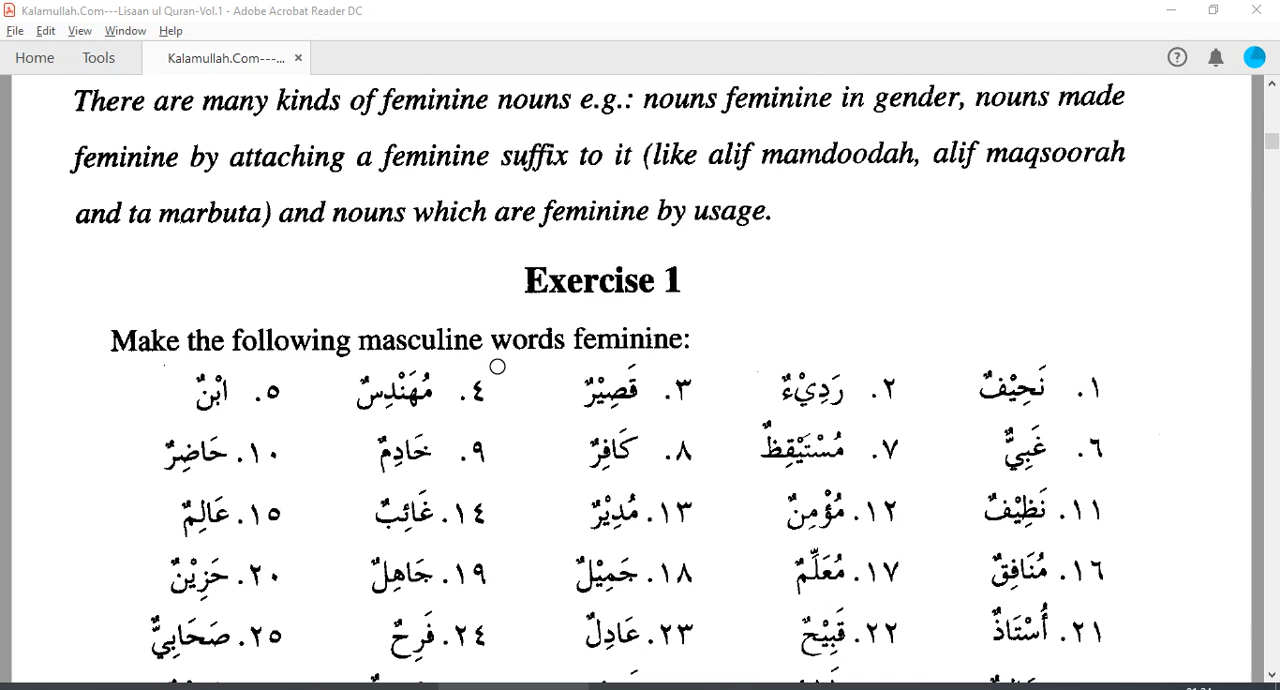 Kalamullah.Com---Lisaan ul Quran-Vol.1 - Adobe Acrobat Reader DC
File Edit View Window Help
Home Tools Kalamullah.Com---... ×
There are many kinds of feminine nouns e.g.: nouns feminine in gender, nouns made
feminine by attaching a feminine suffix to it (like alif mamdoodah, alif maqsoorah
and ta marbuta) and nouns which are feminine by usage.
Exercise 1
Make the following masculine words feminine:
١. نَحِيْفٌ ٢. رَدِيْءٌ ٣. قَصِيْرٌ ٤. مُهَنْدِسٌ ٥. ابْنٌ
٦. غَبِيٌّ ٧. مُسْتَيْقِظٌ ٨. كَافِرٌ ٩. خَادِمٌ ١٠. حَاضِرٌ
١١. نَظِيْفٌ ١٢. مُؤْمِنٌ ١٣. مُدِيْرٌ ١٤. غَائِبٌ ١٥. عَالِمٌ
١٦. مُنَافِقٌ ١٧. مُعَلِّمٌ ١٨. جَمِيْلٌ ١٩. جَاهِلٌ ٢٠. حَزِيْنٌ
٢١. أُسْتَاذٌ ٢٢. قَبِيْحٌ ٢٣. عَادِلٌ ٢٤. فَرِحٌ ٢٥. صَحَابِيٌّ